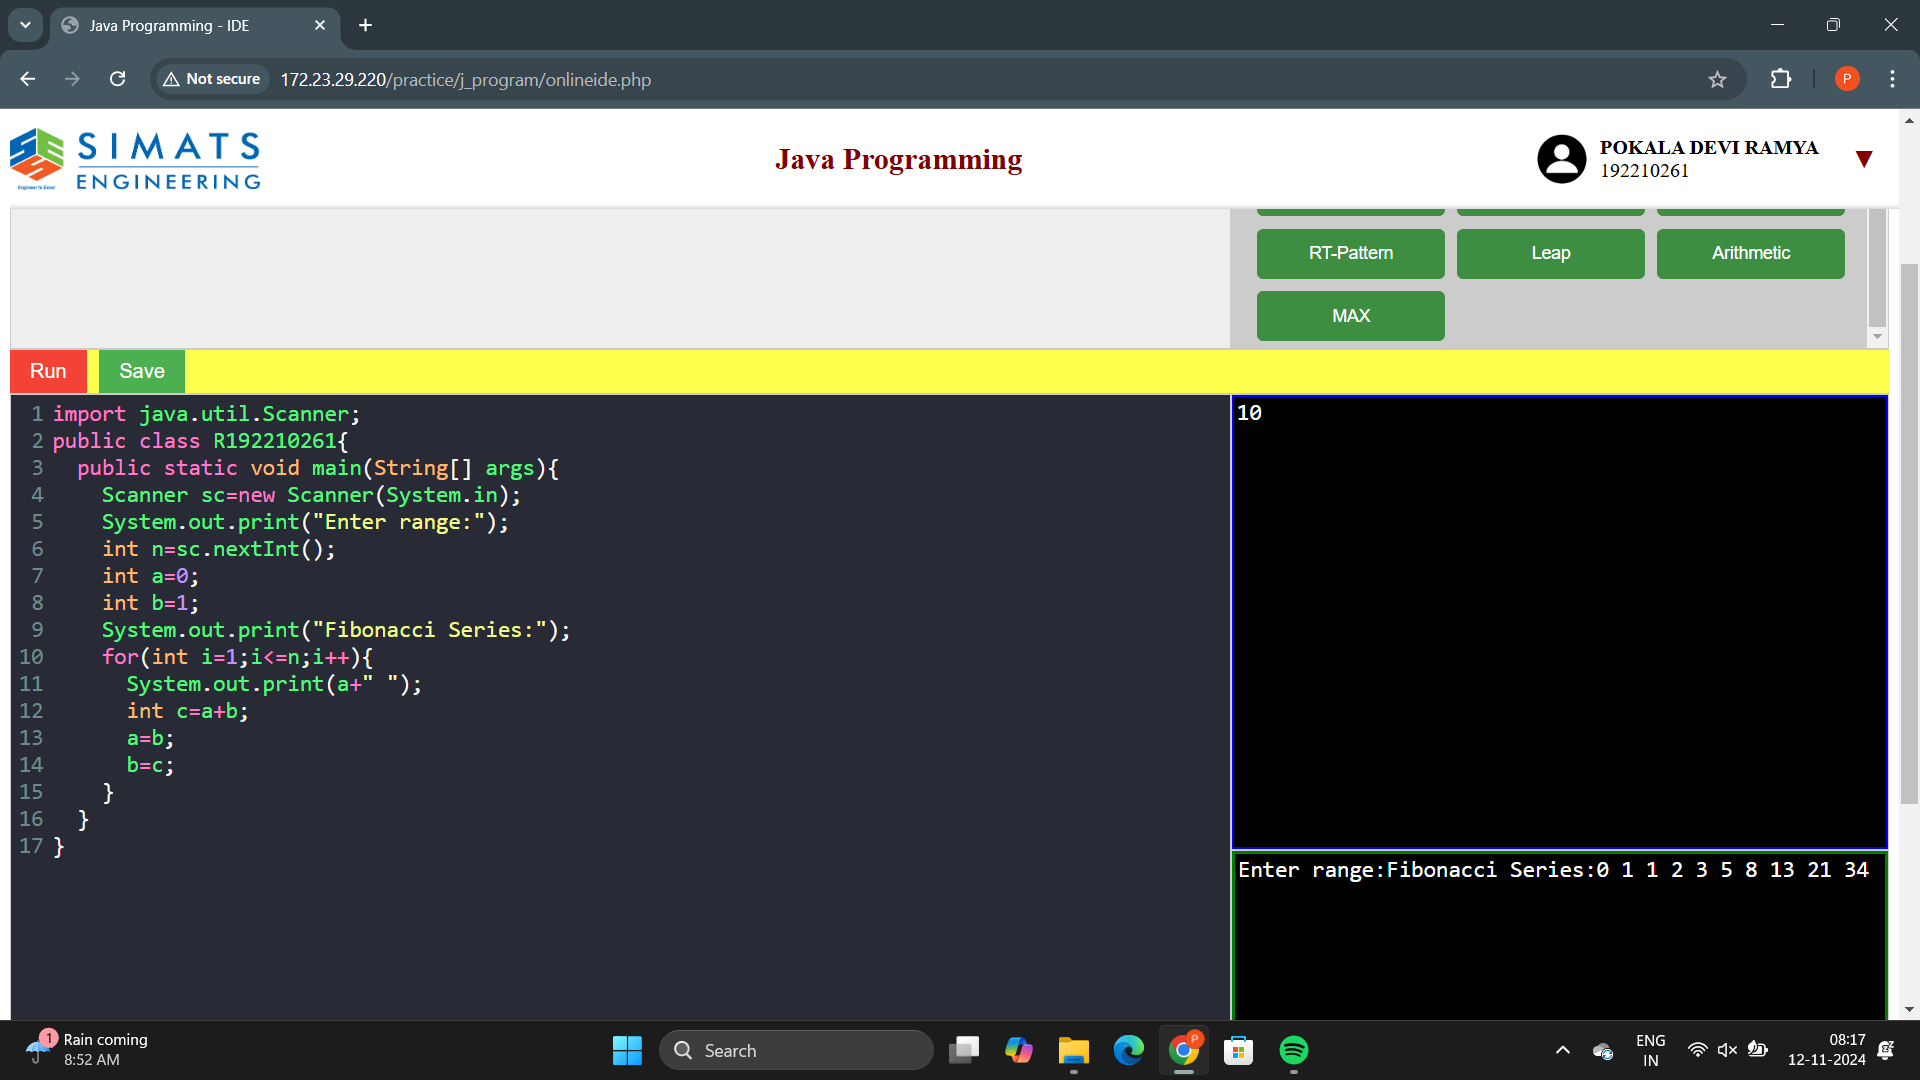 Java Programming - IDE
Not secure
172.23.29.220/practice/j_program/onlineide.php
P
SIMATS
ENGINEERING
Engineer to Excel
Java Programming
POKALA DEVI RAMYA
192210261
RT-Pattern
Leap
Arithmetic
MAX
Run
Save
1 import java.util.Scanner;
2 public class R192210261{
3 public static void main(String[] args){
4 Scanner sc=new Scanner(System.in);
5 System.out.print("Enter range:");
6 int n=sc.nextInt();
7 int a=0;
8 int b=1;
9 System.out.print("Fibonacci Series:");
10 for(int i=1;i<=n;i++){
11 System.out.print(a+" ");
12 int c=a+b;
13 a=b;
14 b=c;
15 }
16 }
17 }
10
Enter range:Fibonacci Series:0 1 1 2 3 5 8 13 21 34
1
Rain coming
8:52 AM
Search
P
ENG
IN
08:17
12-11-2024